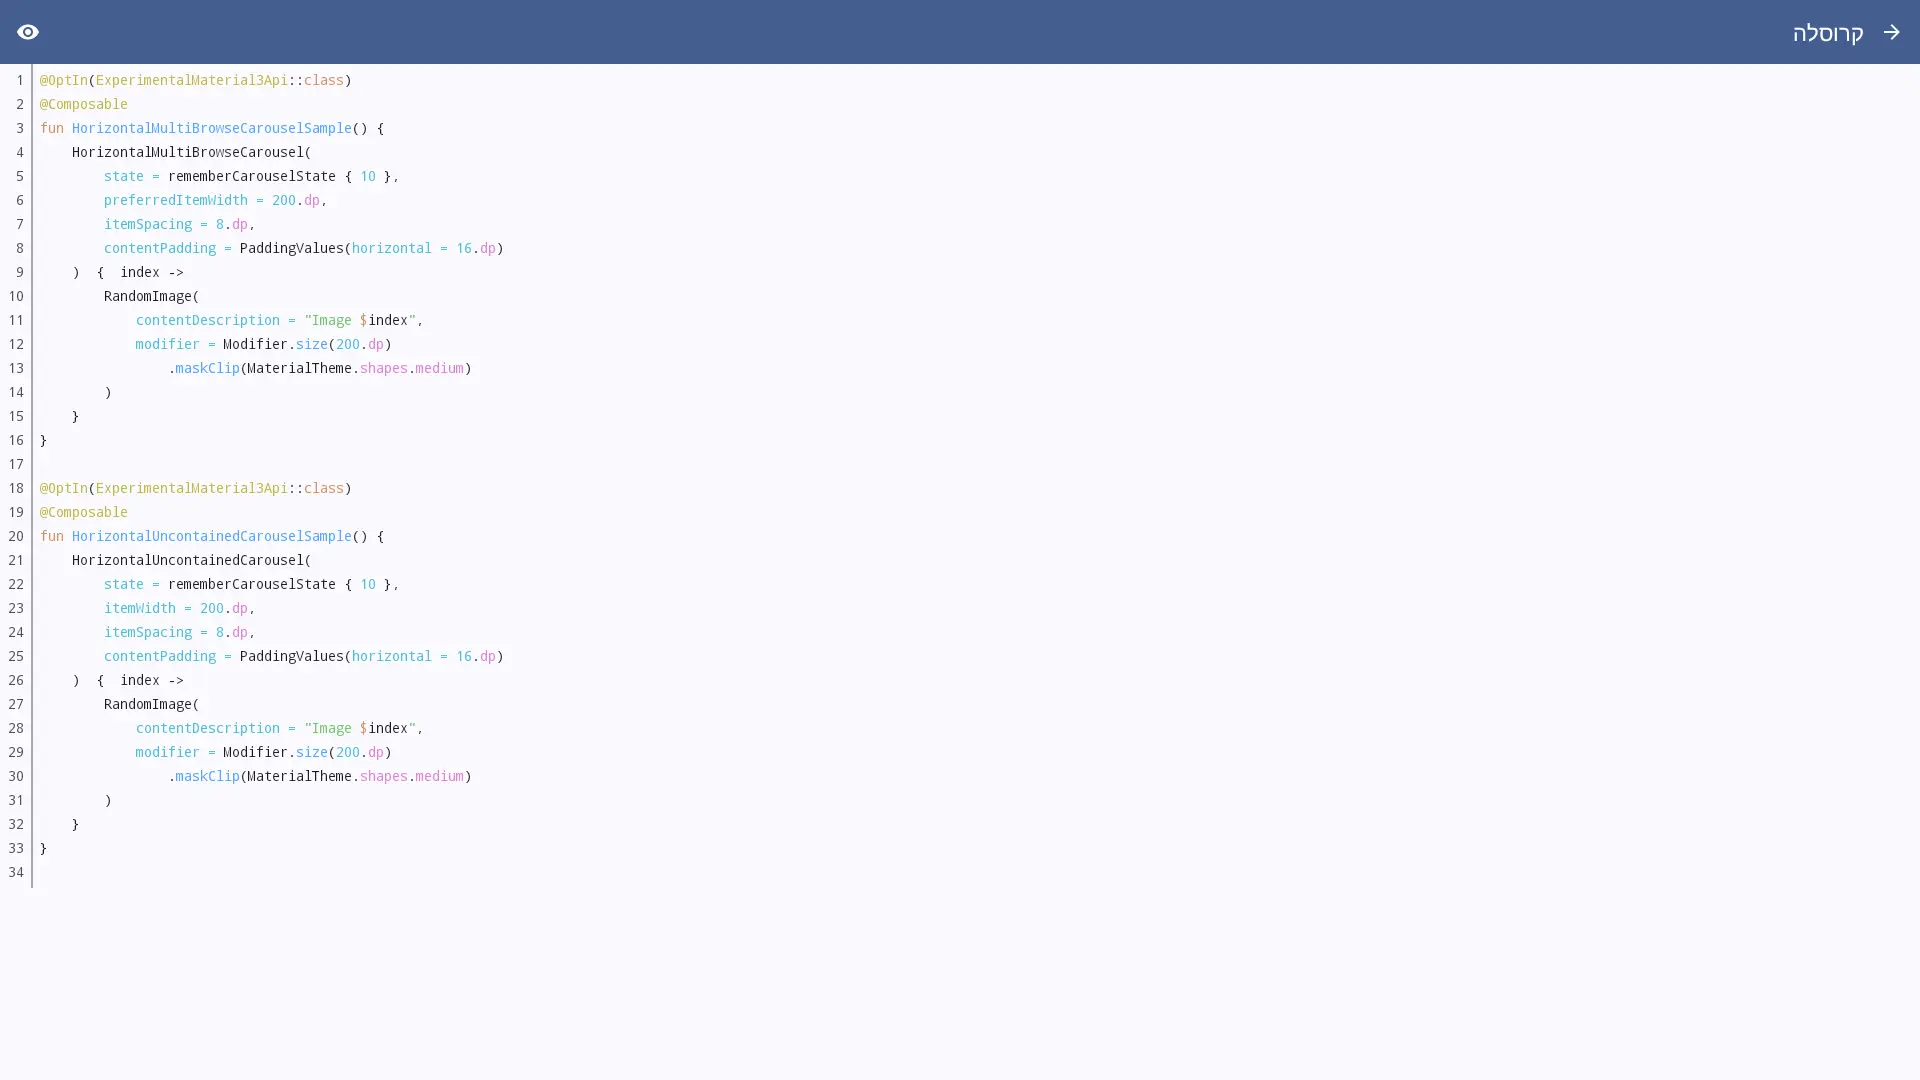 קרוסלה
1 @OptIn(ExperimentalMaterial3Api::class)
2 @Composable
3 fun HorizontalMultiBrowseCarouselSample() {
4     HorizontalMultiBrowseCarousel(
5         state = rememberCarouselState { 10 },
6         preferredItemWidth = 200.dp,
7         itemSpacing = 8.dp,
8         contentPadding = PaddingValues(horizontal = 16.dp)
9     )  {  index ->
10         RandomImage(
11             contentDescription = "Image $index",
12             modifier = Modifier.size(200.dp)
13                 .maskClip(MaterialTheme.shapes.medium)
14         )
15     }
16 }
17
18 @OptIn(ExperimentalMaterial3Api::class)
19 @Composable
20 fun HorizontalUncontainedCarouselSample() {
21     HorizontalUncontainedCarousel(
22         state = rememberCarouselState { 10 },
23         itemWidth = 200.dp,
24         itemSpacing = 8.dp,
25         contentPadding = PaddingValues(horizontal = 16.dp)
26     )  {  index ->
27         RandomImage(
28             contentDescription = "Image $index",
29             modifier = Modifier.size(200.dp)
30                 .maskClip(MaterialTheme.shapes.medium)
31         )
32     }
33 }
34